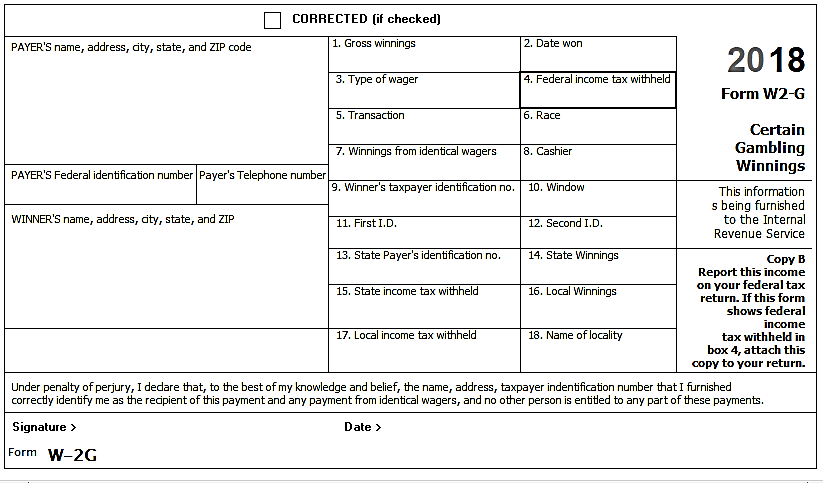 CORRECTED (if checked)
PAYER'S name, address, city, state, and ZIP code
1. Gross winnings
2. Date won
3. Type of wager
4. Federal income tax withheld
5. Transaction
6. Race
7. Winnings from identical wagers
8. Cashier
PAYER'S Federal identification number
Payer's Telephone number
9. Winner's taxpayer identification no.
10. Window
WINNER'S name, address, city, state, and ZIP
11. First I.D.
12. Second I.D.
13. State Payer's identification no.
14. State Winnings
15. State income tax withheld
16. Local Winnings
17. Local income tax withheld
18. Name of locality
2018
Form W2-G
Certain
Gambling
Winnings
This information
s being furnished
to the Internal
Revenue Service
Copy B
Report this income
on your federal tax
return. If this form
shows federal
income
tax withheld in
box 4, attach this
copy to your return.
Under penalty of perjury, I declare that, to the best of my knowledge and belief, the name, address, taxpayer indentification number that I furnished
correctly identify me as the recipient of this payment and any payment from identical wagers, and no other person is entitled to any part of these payments.
Signature >
Date >
Form W-2G